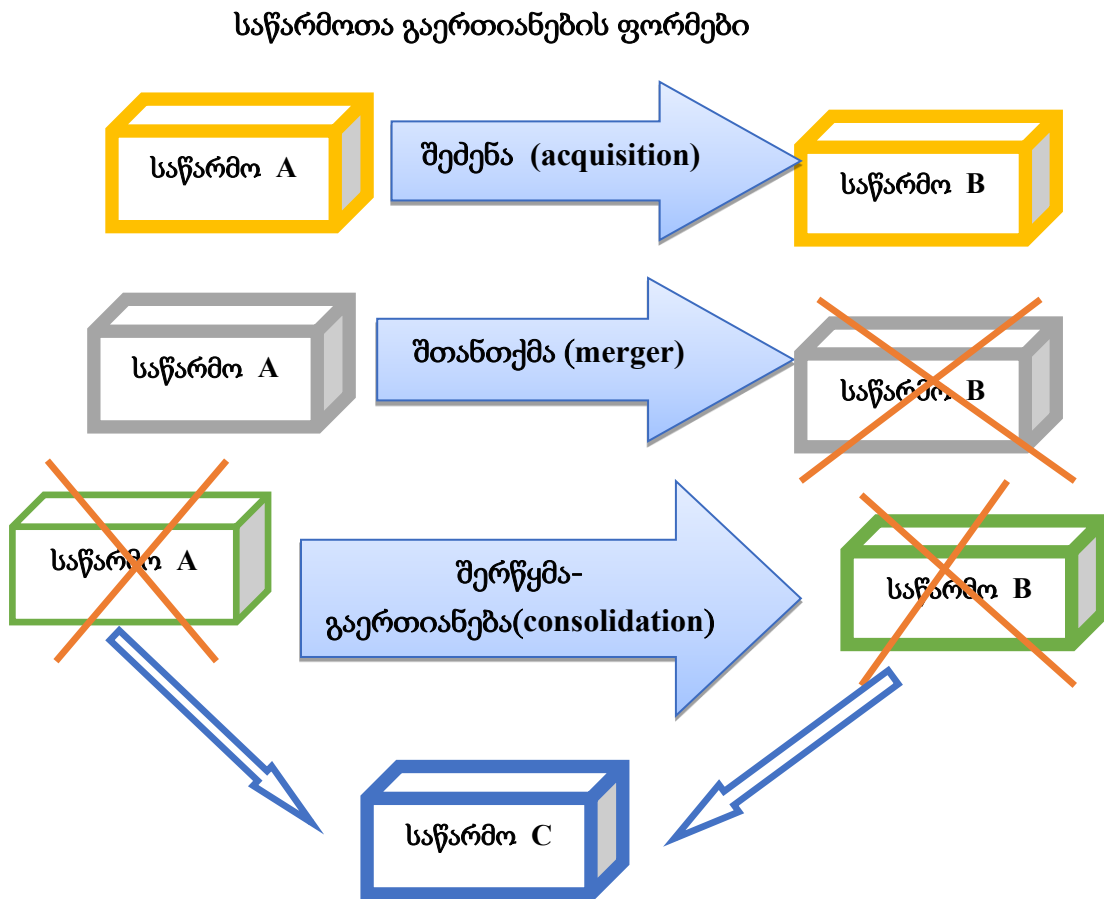 საწარმოთა გაერთიანების ფორმები
საწარმო A
შეძენა (acquisition)
საწარმო B
საწარმო A
შთანთქმა (merger)
საწარმო B
საწარმო A
შერწყმა-
გაერთიანება(consolidation)
საწარმო B
საწარმო C